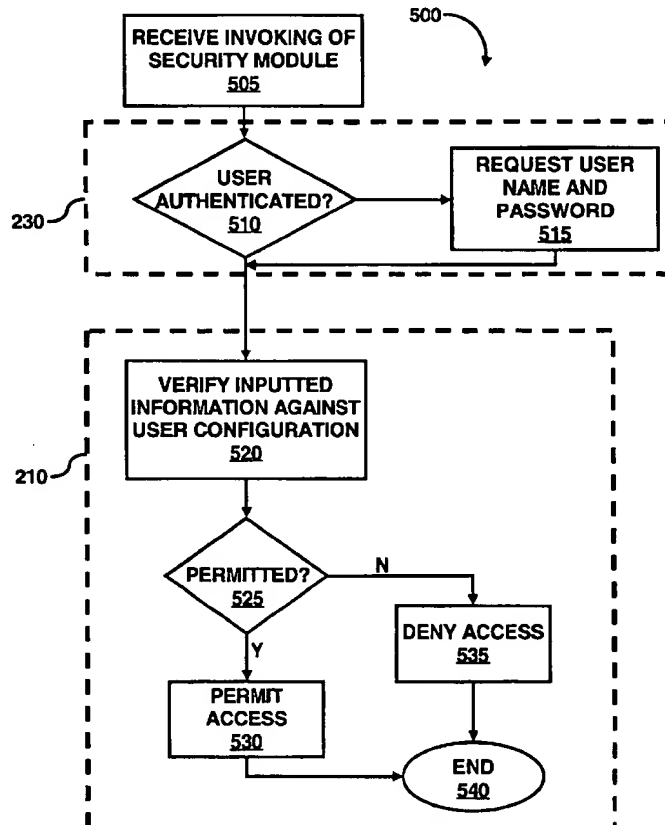 500
RECEIVE INVOKING OF
SECURITY MODULE
505
USER
AUTHENTICATED?
510
REQUEST USER
NAME AND
PASSWORD
515
230
VERIFY INPUTTED
INFORMATION AGAINST
USER CONFIGURATION
520
210
PERMITTED?
525
N
Y
DENY ACCESS
535
PERMIT
ACCESS
530
END
540